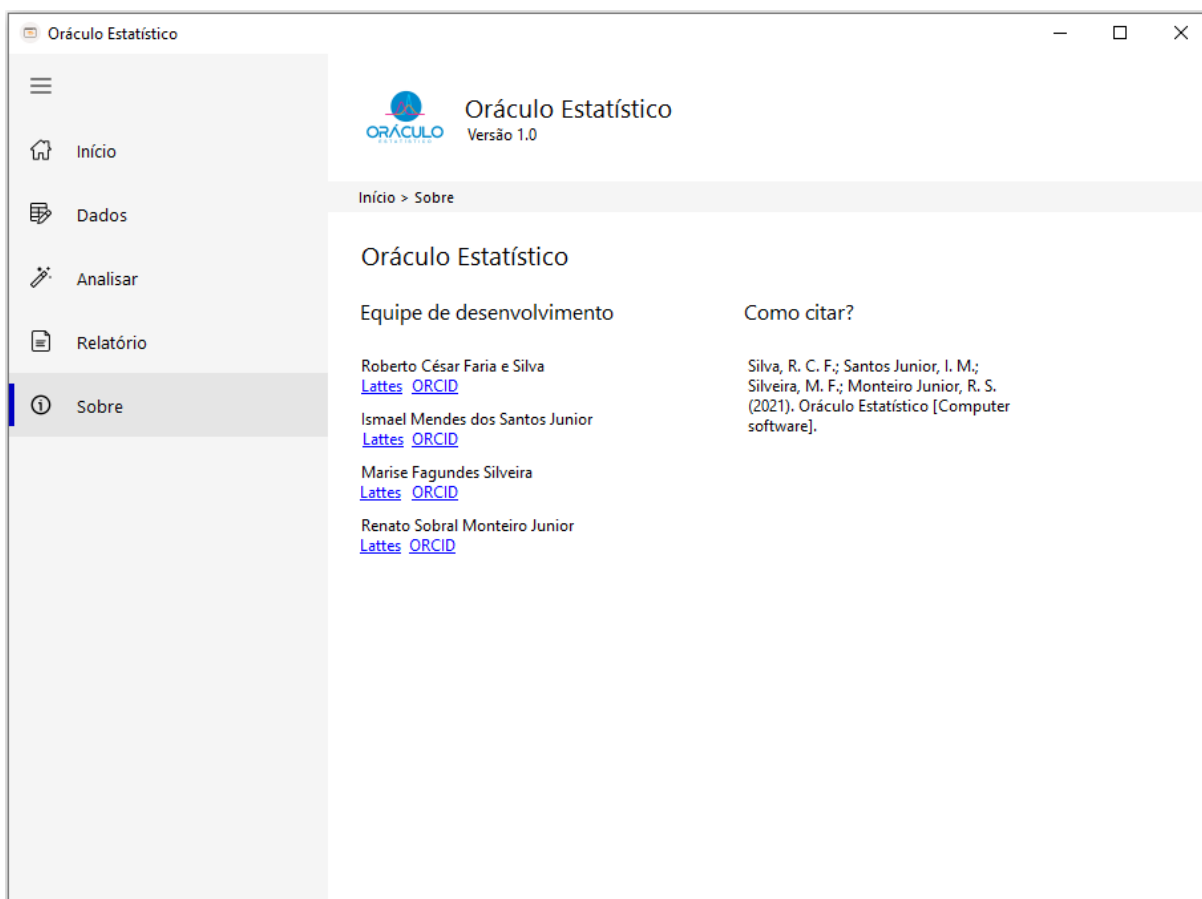 Oráculo Estatístico
Início
Dados
Analisar
Relatório
Sobre
ORÁCULO
ESTATÍSTICO
Oráculo Estatístico
Versão 1.0
Início > Sobre
Oráculo Estatístico
Equipe de desenvolvimento
Roberto César Faria e Silva
Lattes ORCID
Ismael Mendes dos Santos Junior
Lattes ORCID
Marise Fagundes Silveira
Lattes ORCID
Renato Sobral Monteiro Junior
Lattes ORCID
Como citar?
Silva, R. C. F.; Santos Junior, I. M.;
Silveira, M. F.; Monteiro Junior, R. S.
(2021). Oráculo Estatístico [Computer
software].